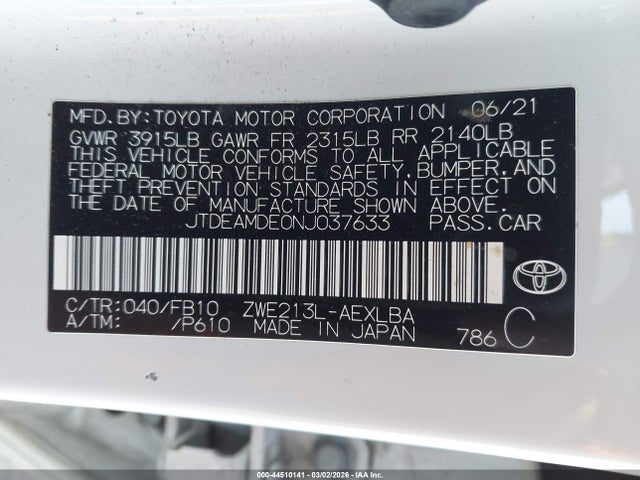 MFD.BY:TOYOTA MOTOR CORPORATION 06/21
GVWR 3915LB GAWR FR 2315LB RR 2140LB
THIS VEHICLE CONFORMS TO ALL APPLICABLE
FEDERAL MOTOR VEHICLE SAFETY,BUMPER,AND
THEFT PREVENTION STANDARDS IN EFFECT ON
THE DATE OF MANUFACTURE SHOWN ABOVE.
JTDEAMDE0NJ037633 PASS.CAR
C/TR:040/FB10 ZWE213L-AEXLBA
A/TM: /P610 MADE IN JAPAN 786 C
000-44510141 - 03/02/2026 - IAA Inc.